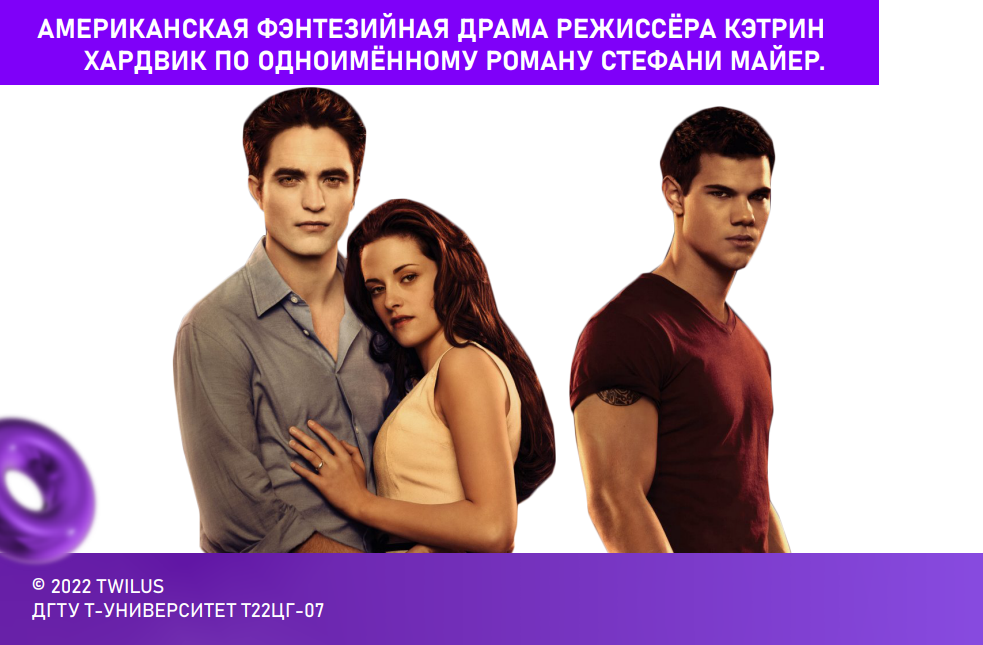 АМЕРИКАНСКАЯ ФЭНТЕЗИЙНАЯ ДРАМА РЕЖИССЁРА КЭТРИН
ХАРДВИК ПО ОДНОИМЁННОМУ РОМАНУ СТЕФАНИ МАЙЕР.
© 2022 TWILUS
ДГТУ Т-УНИВЕРСИТЕТ Т22ЦГ-07